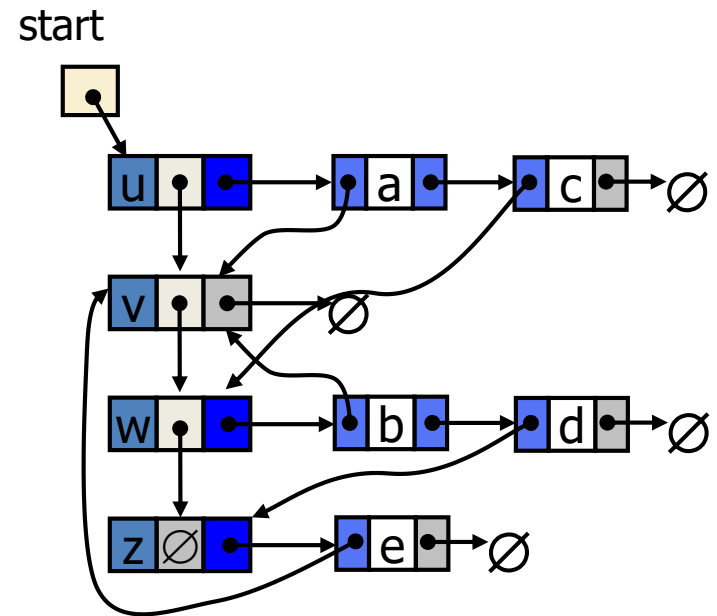 start
u a c ∅
v ∅
w b d ∅
z ∅ e ∅